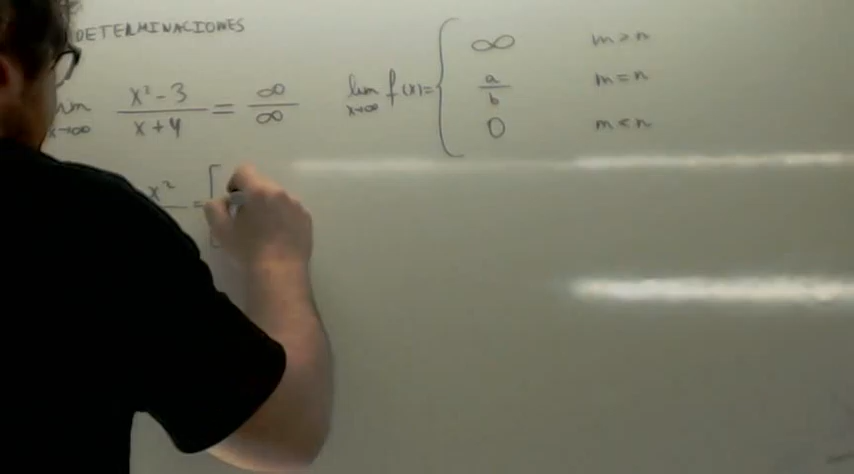 DETERMINACIONES
lim x→∞ x²-3 / x+4 = ∞/∞
lim x→∞ f(x)= { ∞ m>n
a/b m=n
0 m<n
x² = [